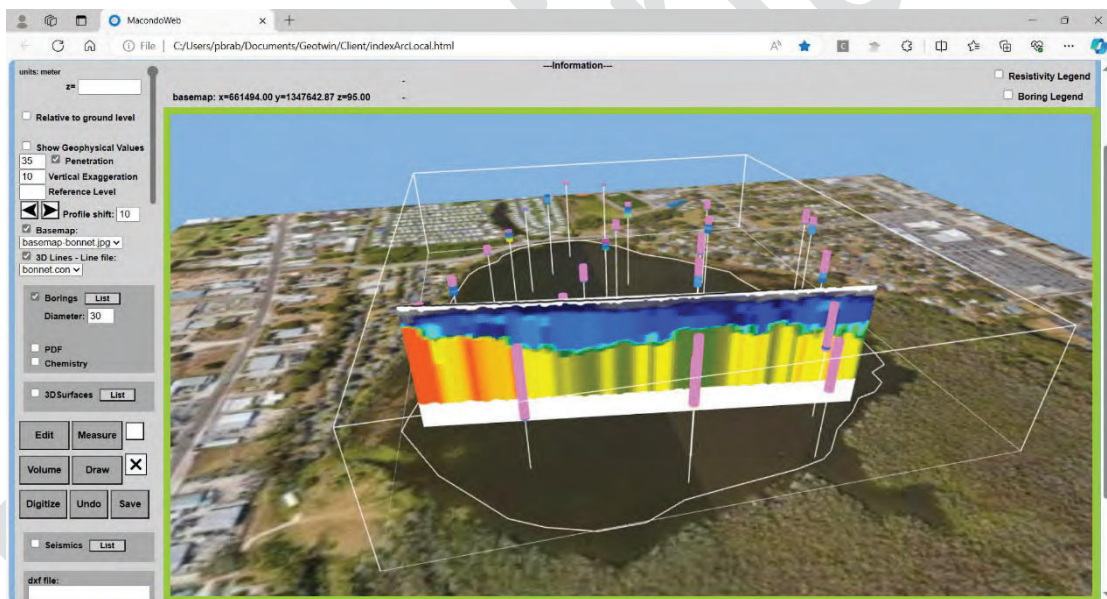 MacondoWeb
File C:/Users/pbrab/Documents/Geotwin/Client/indexArcLocal.html
units: meter
z=
---Information---
-
basemap: x=661494.00 y=1347642.87 z=95.00 -
Resistivity Legend
Boring Legend
Relative to ground level
Show Geophysical Values
35 Penetration
10 Vertical Exaggeration
Reference Level
Profile shift: 10
Basemap:
basemap-bonnet.jpg
3D Lines - Line file:
bonnet.con
Borings List
Diameter: 30
PDF
Chemistry
3DSurfaces List
Edit Measure
Volume Draw X
Digitize Undo Save
Seismics List
dxf file: